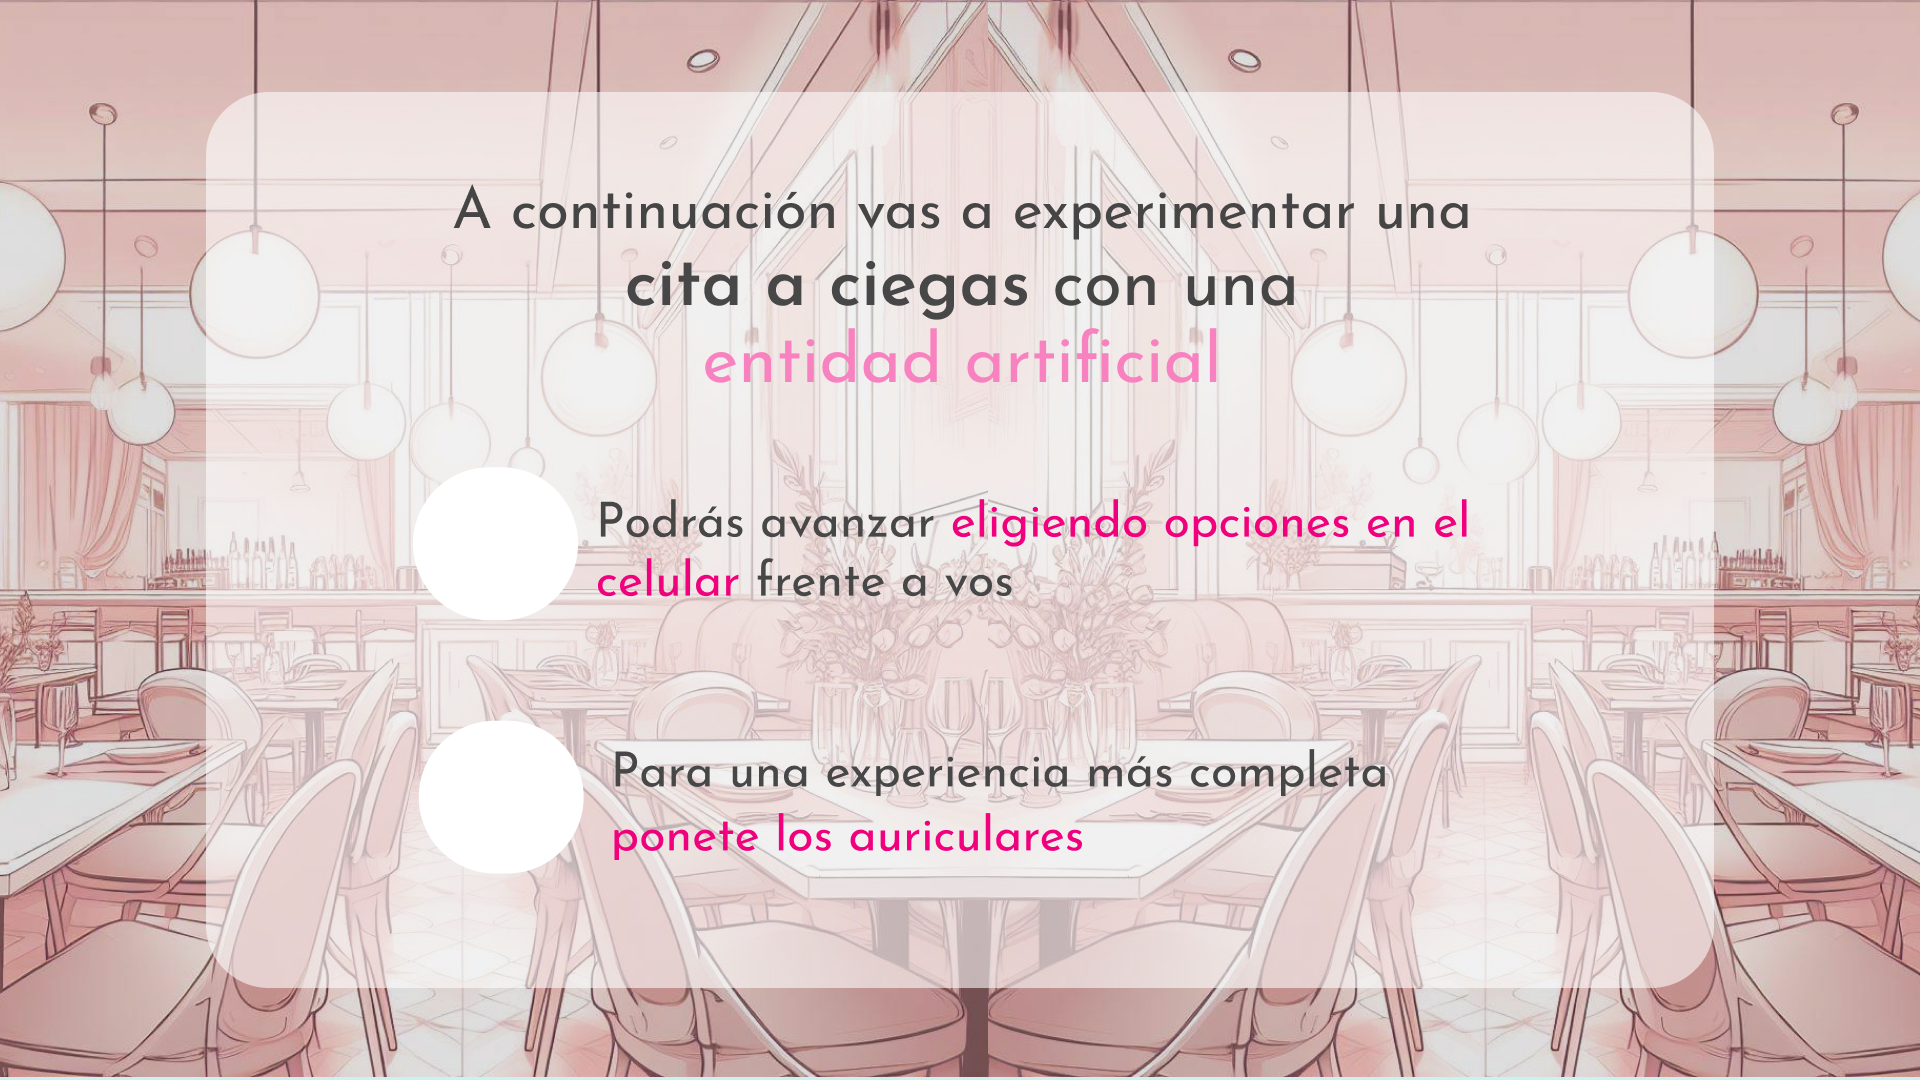 A continuación vas a experimentar una
cita a ciegas con una
entidad artificial
Podrás avanzar eligiendo opciones en el
celular frente a vos
Para una experiencia más completa
ponete los auriculares